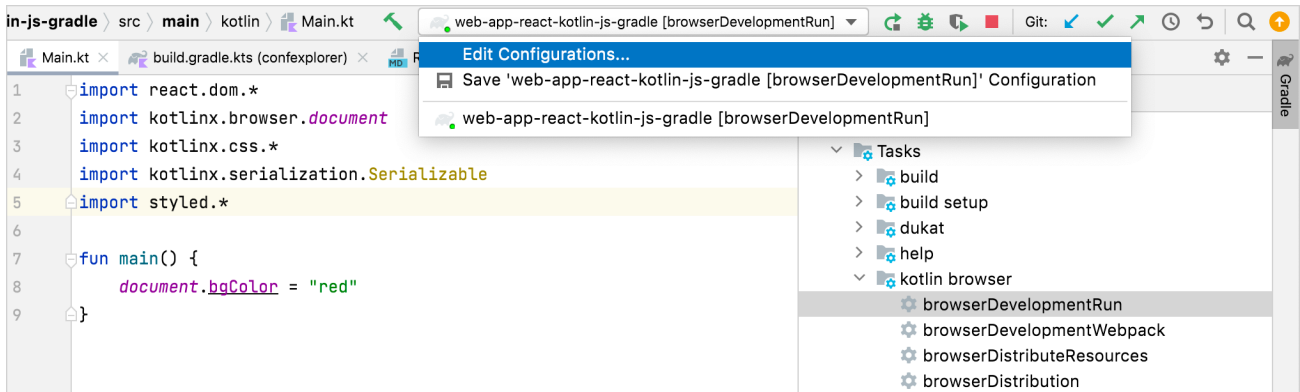 in-js-gradle src main kotlin Main.kt web-app-react-kotlin-js-gradle [browserDevelopmentRun] Git:
Main.kt build.gradle.kts (confexplorer) MD R
Edit Configurations...
Save 'web-app-react-kotlin-js-gradle [browserDevelopmentRun]' Configuration
web-app-react-kotlin-js-gradle [browserDevelopmentRun]
Gradle
1 import react.dom.*
2 import kotlinx.browser.document
3 import kotlinx.css.*
4 import kotlinx.serialization.Serializable
5 import styled.*
6
7 fun main() {
8 document.bgColor = "red"
9 }
Tasks
build
build setup
dukat
help
kotlin browser
browserDevelopmentRun
browserDevelopmentWebpack
browserDistributeResources
browserDistribution